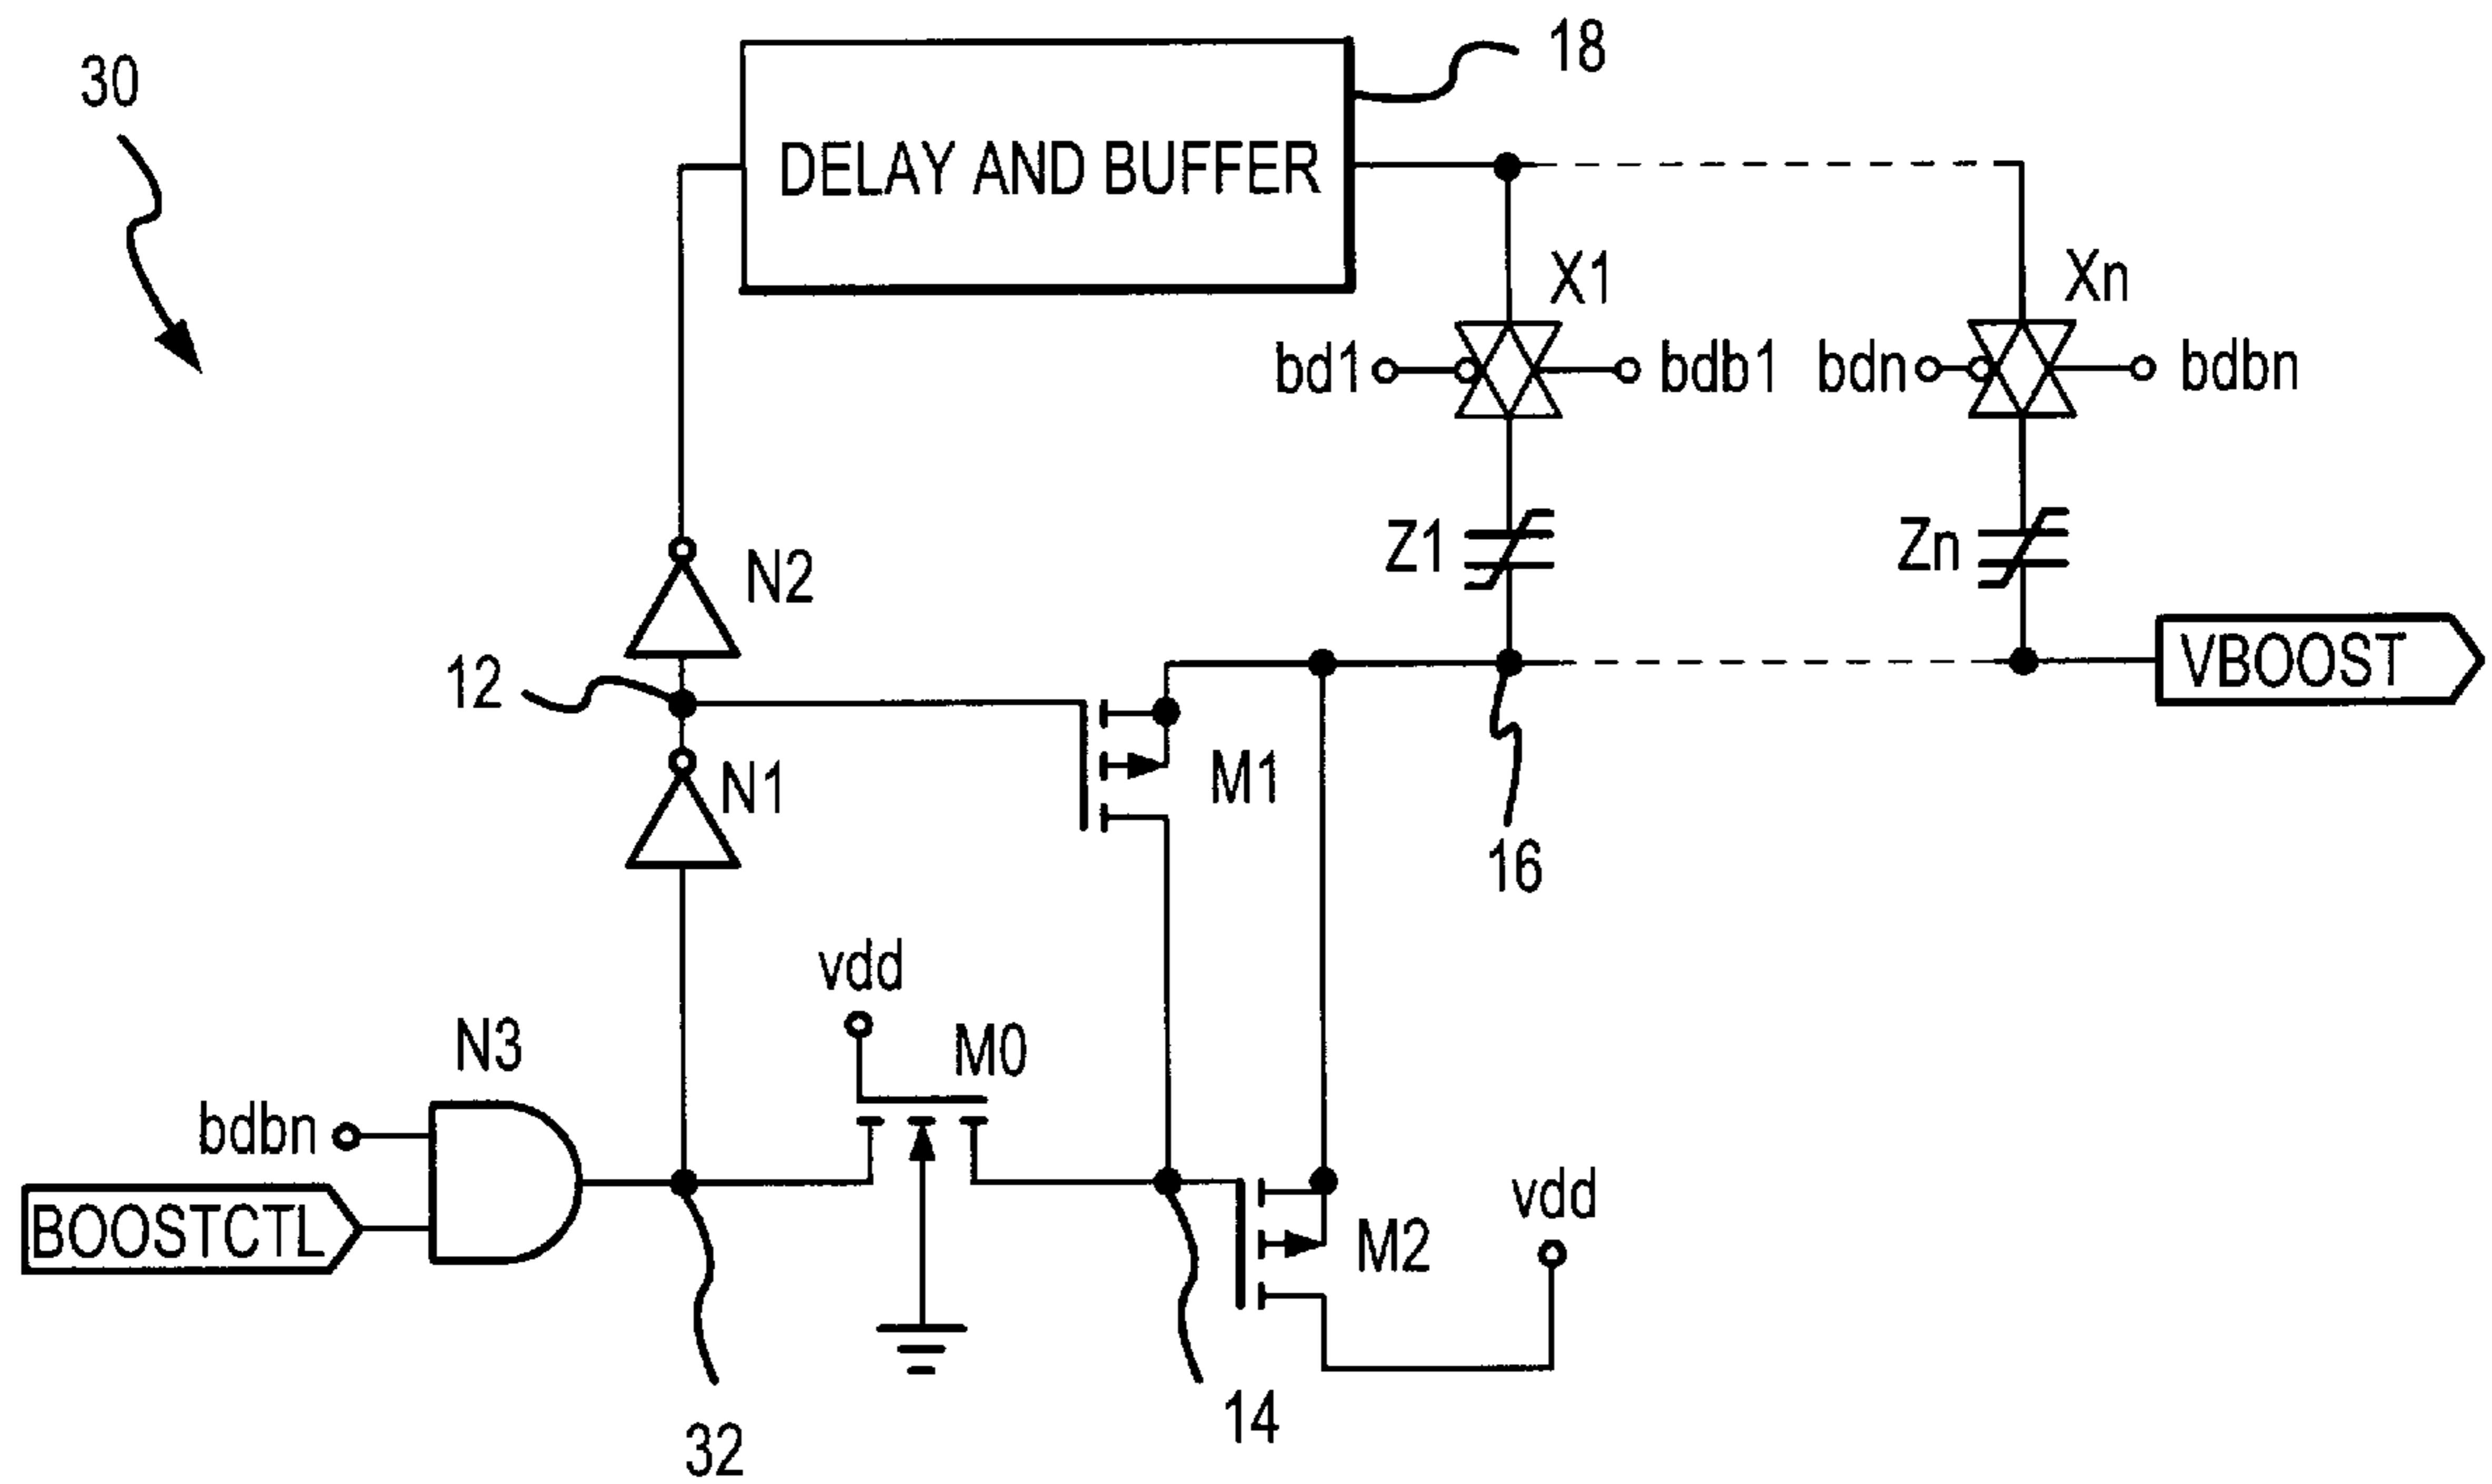 30
18
DELAY AND BUFFER
X1
Xn
bd1
bdb1
bdn
bdbn
Z1
Zn
N2
12
VBOOST
N1
M1
16
vdd
N3
M0
bdbn
BOOSTCTL
vdd
M2
32
14